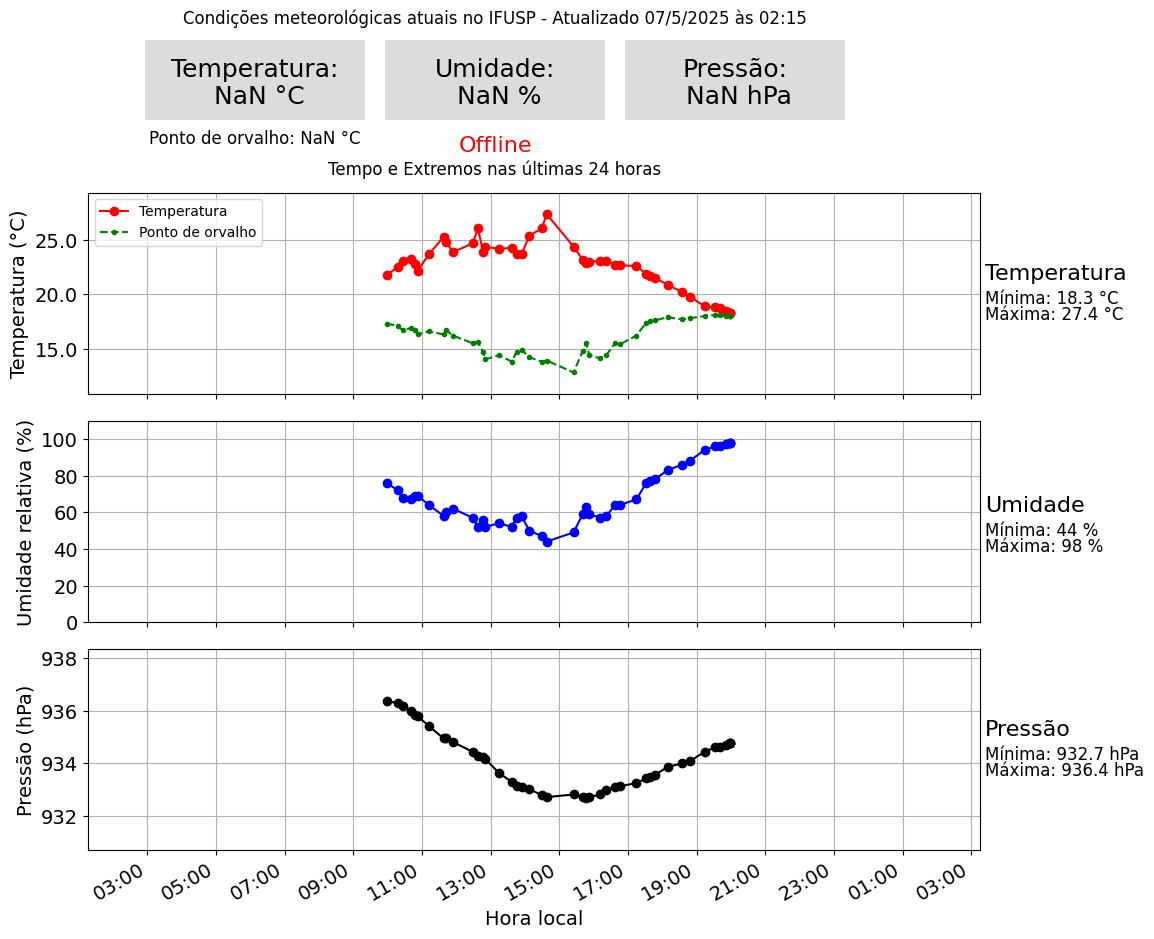 Condições meteorológicas atuais no IFUSP - Atualizado 07/5/2025 às 02:15
Temperatura:
NaN °C
Umidade:
NaN %
Pressão:
NaN hPa
Ponto de orvalho: NaN °C
Offline
Tempo e Extremos nas últimas 24 horas
Temperatura (°C)
25.0
20.0
15.0
Temperatura
Ponto de orvalho
Temperatura
Mínima: 18.3 °C
Máxima: 27.4 °C
Umidade relativa (%)
100
80
60
40
20
0
Umidade
Mínima: 44 %
Máxima: 98 %
Pressão (hPa)
938
936
934
932
Pressão
Mínima: 932.7 hPa
Máxima: 936.4 hPa
03:00 05:00 07:00 09:00 11:00 13:00 15:00 17:00 19:00 21:00 23:00 01:00 03:00
Hora local